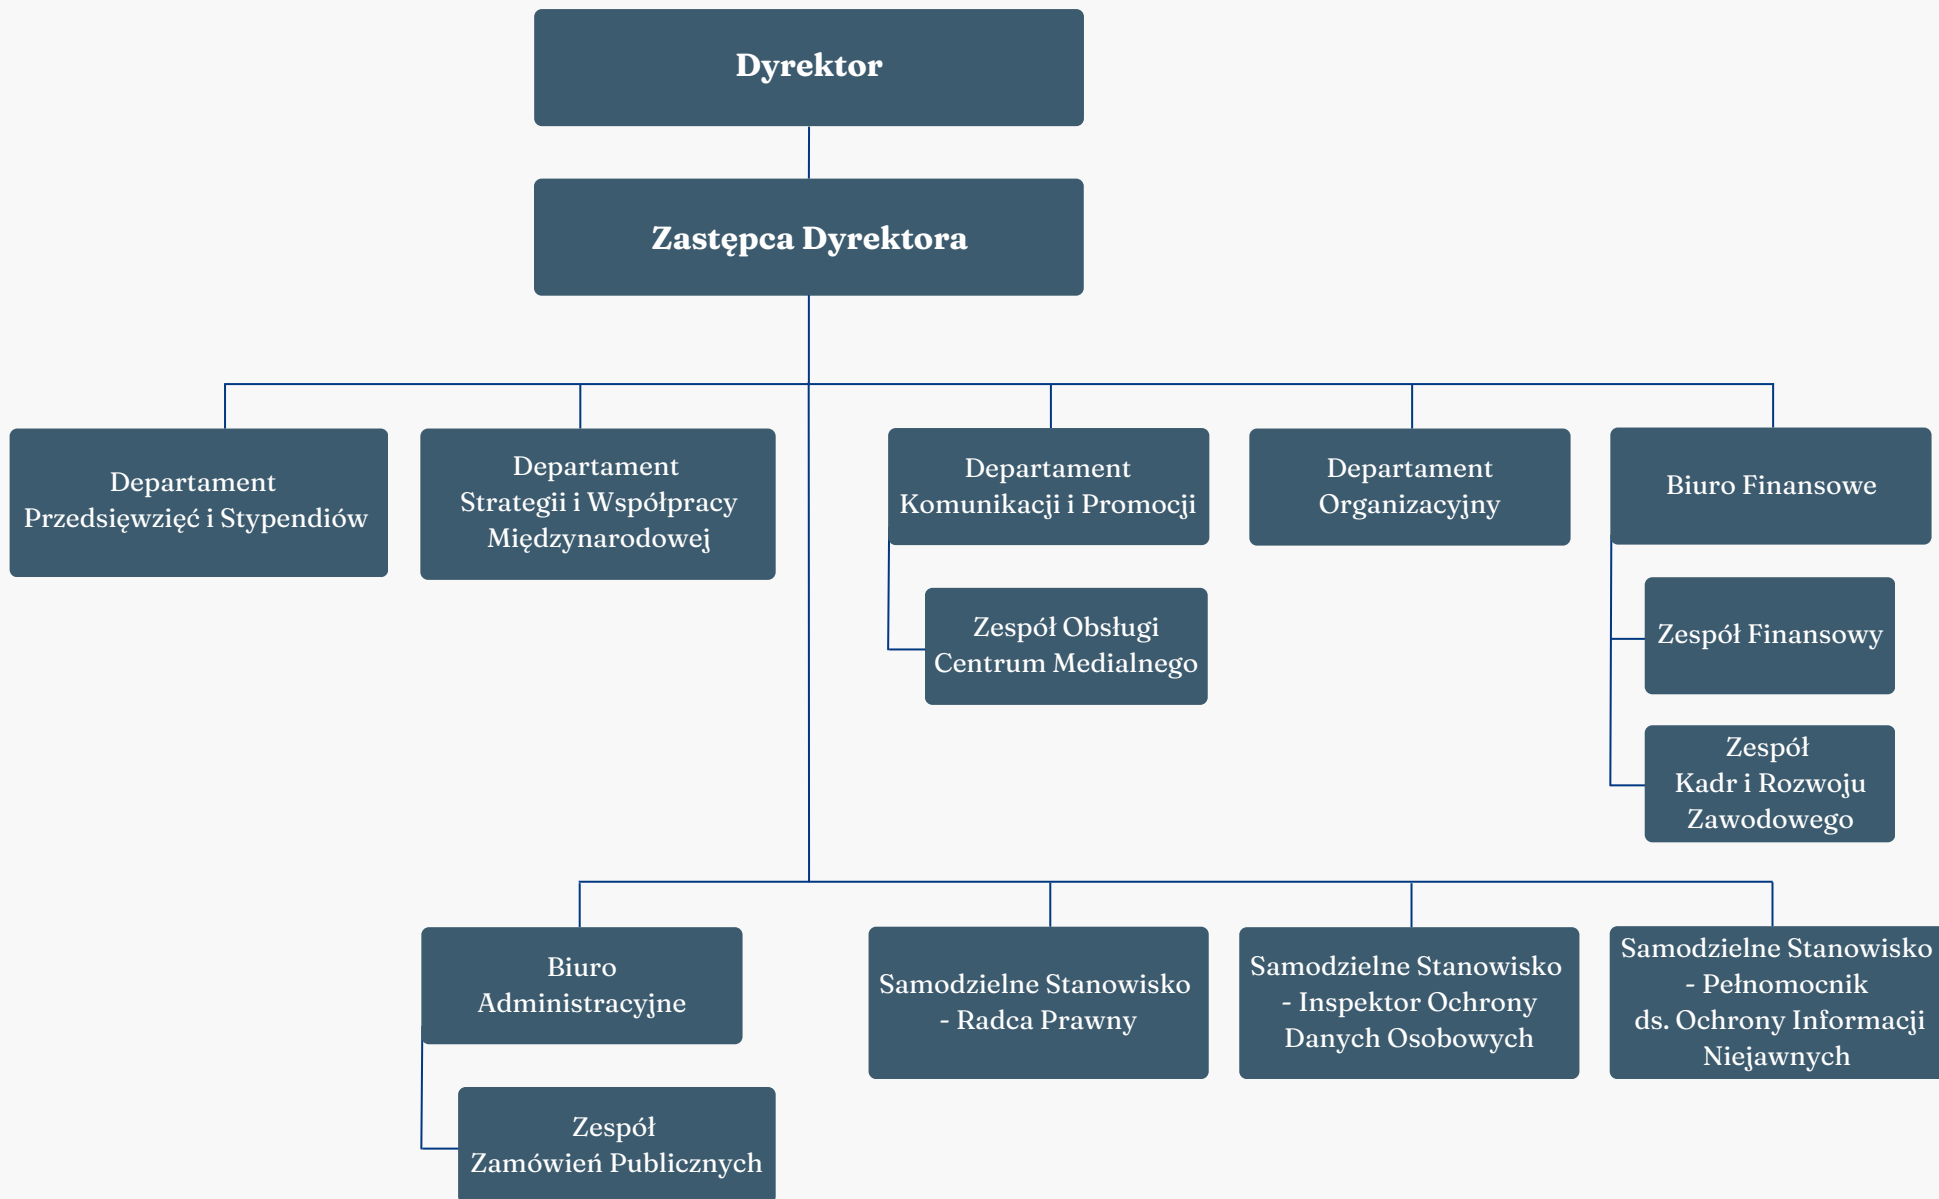 Dyrektor
Zastępca Dyrektora
Departament
Przedsięwzięć i Stypendiów
Departament
Strategii i Współpracy
Międzynarodowej
Departament
Komunikacji i Promocji
Departament
Organizacyjny
Biuro Finansowe
Zespół Obsługi
Centrum Medialnego
Zespół Finansowy
Zespół
Kadr i Rozwoju
Zawodowego
Biuro
Administracyjne
Samodzielne Stanowisko
- Radca Prawny
Samodzielne Stanowisko
- Inspektor Ochrony
Danych Osobowych
Samodzielne Stanowisko
- Pełnomocnik
ds. Ochrony Informacji
Niejawnych
Zespół
Zamówień Publicznych